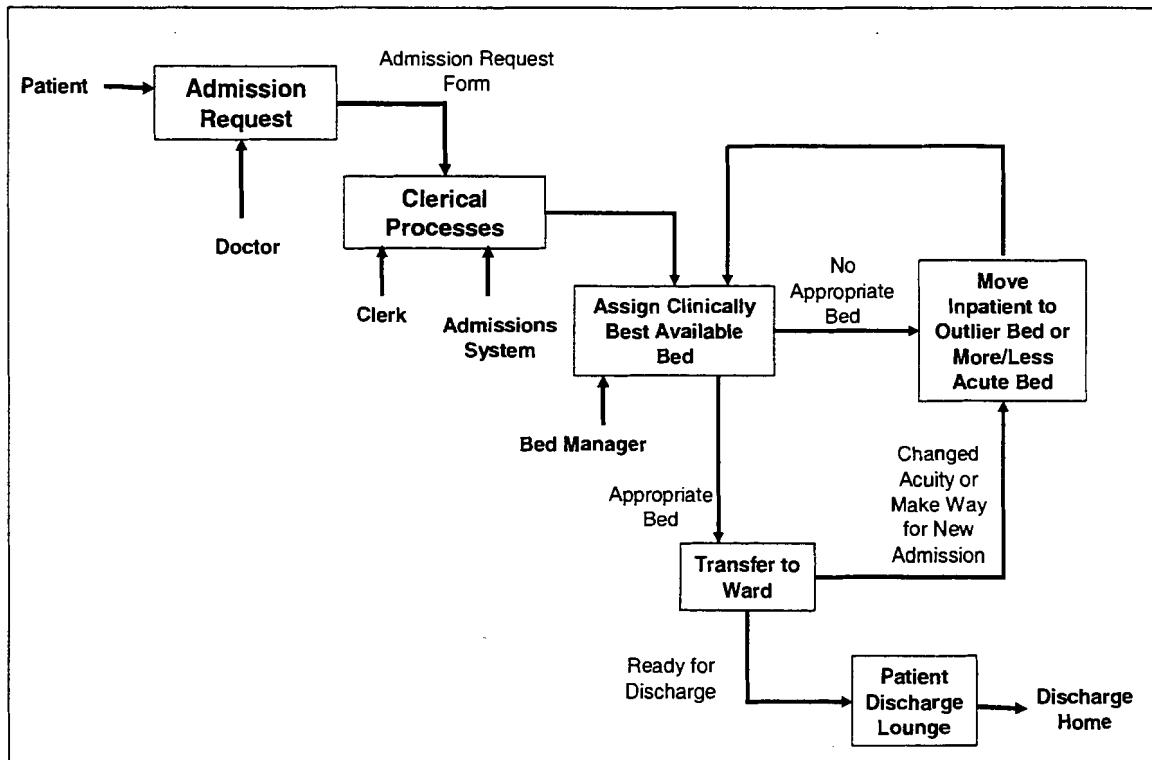 Patient
Admission
Request
Admission Request
Form
Doctor
Clerical
Processes
Clerk
Admissions
System
Assign Clinically
Best Available
Bed
Bed Manager
No
Appropriate
Bed
Move
Inpatient to
Outlier Bed or
More/Less
Acute Bed
Appropriate
Bed
Changed
Acuity or
Make Way
for New
Admission
Transfer to
Ward
Ready for
Discharge
Patient
Discharge
Lounge
Discharge
Home